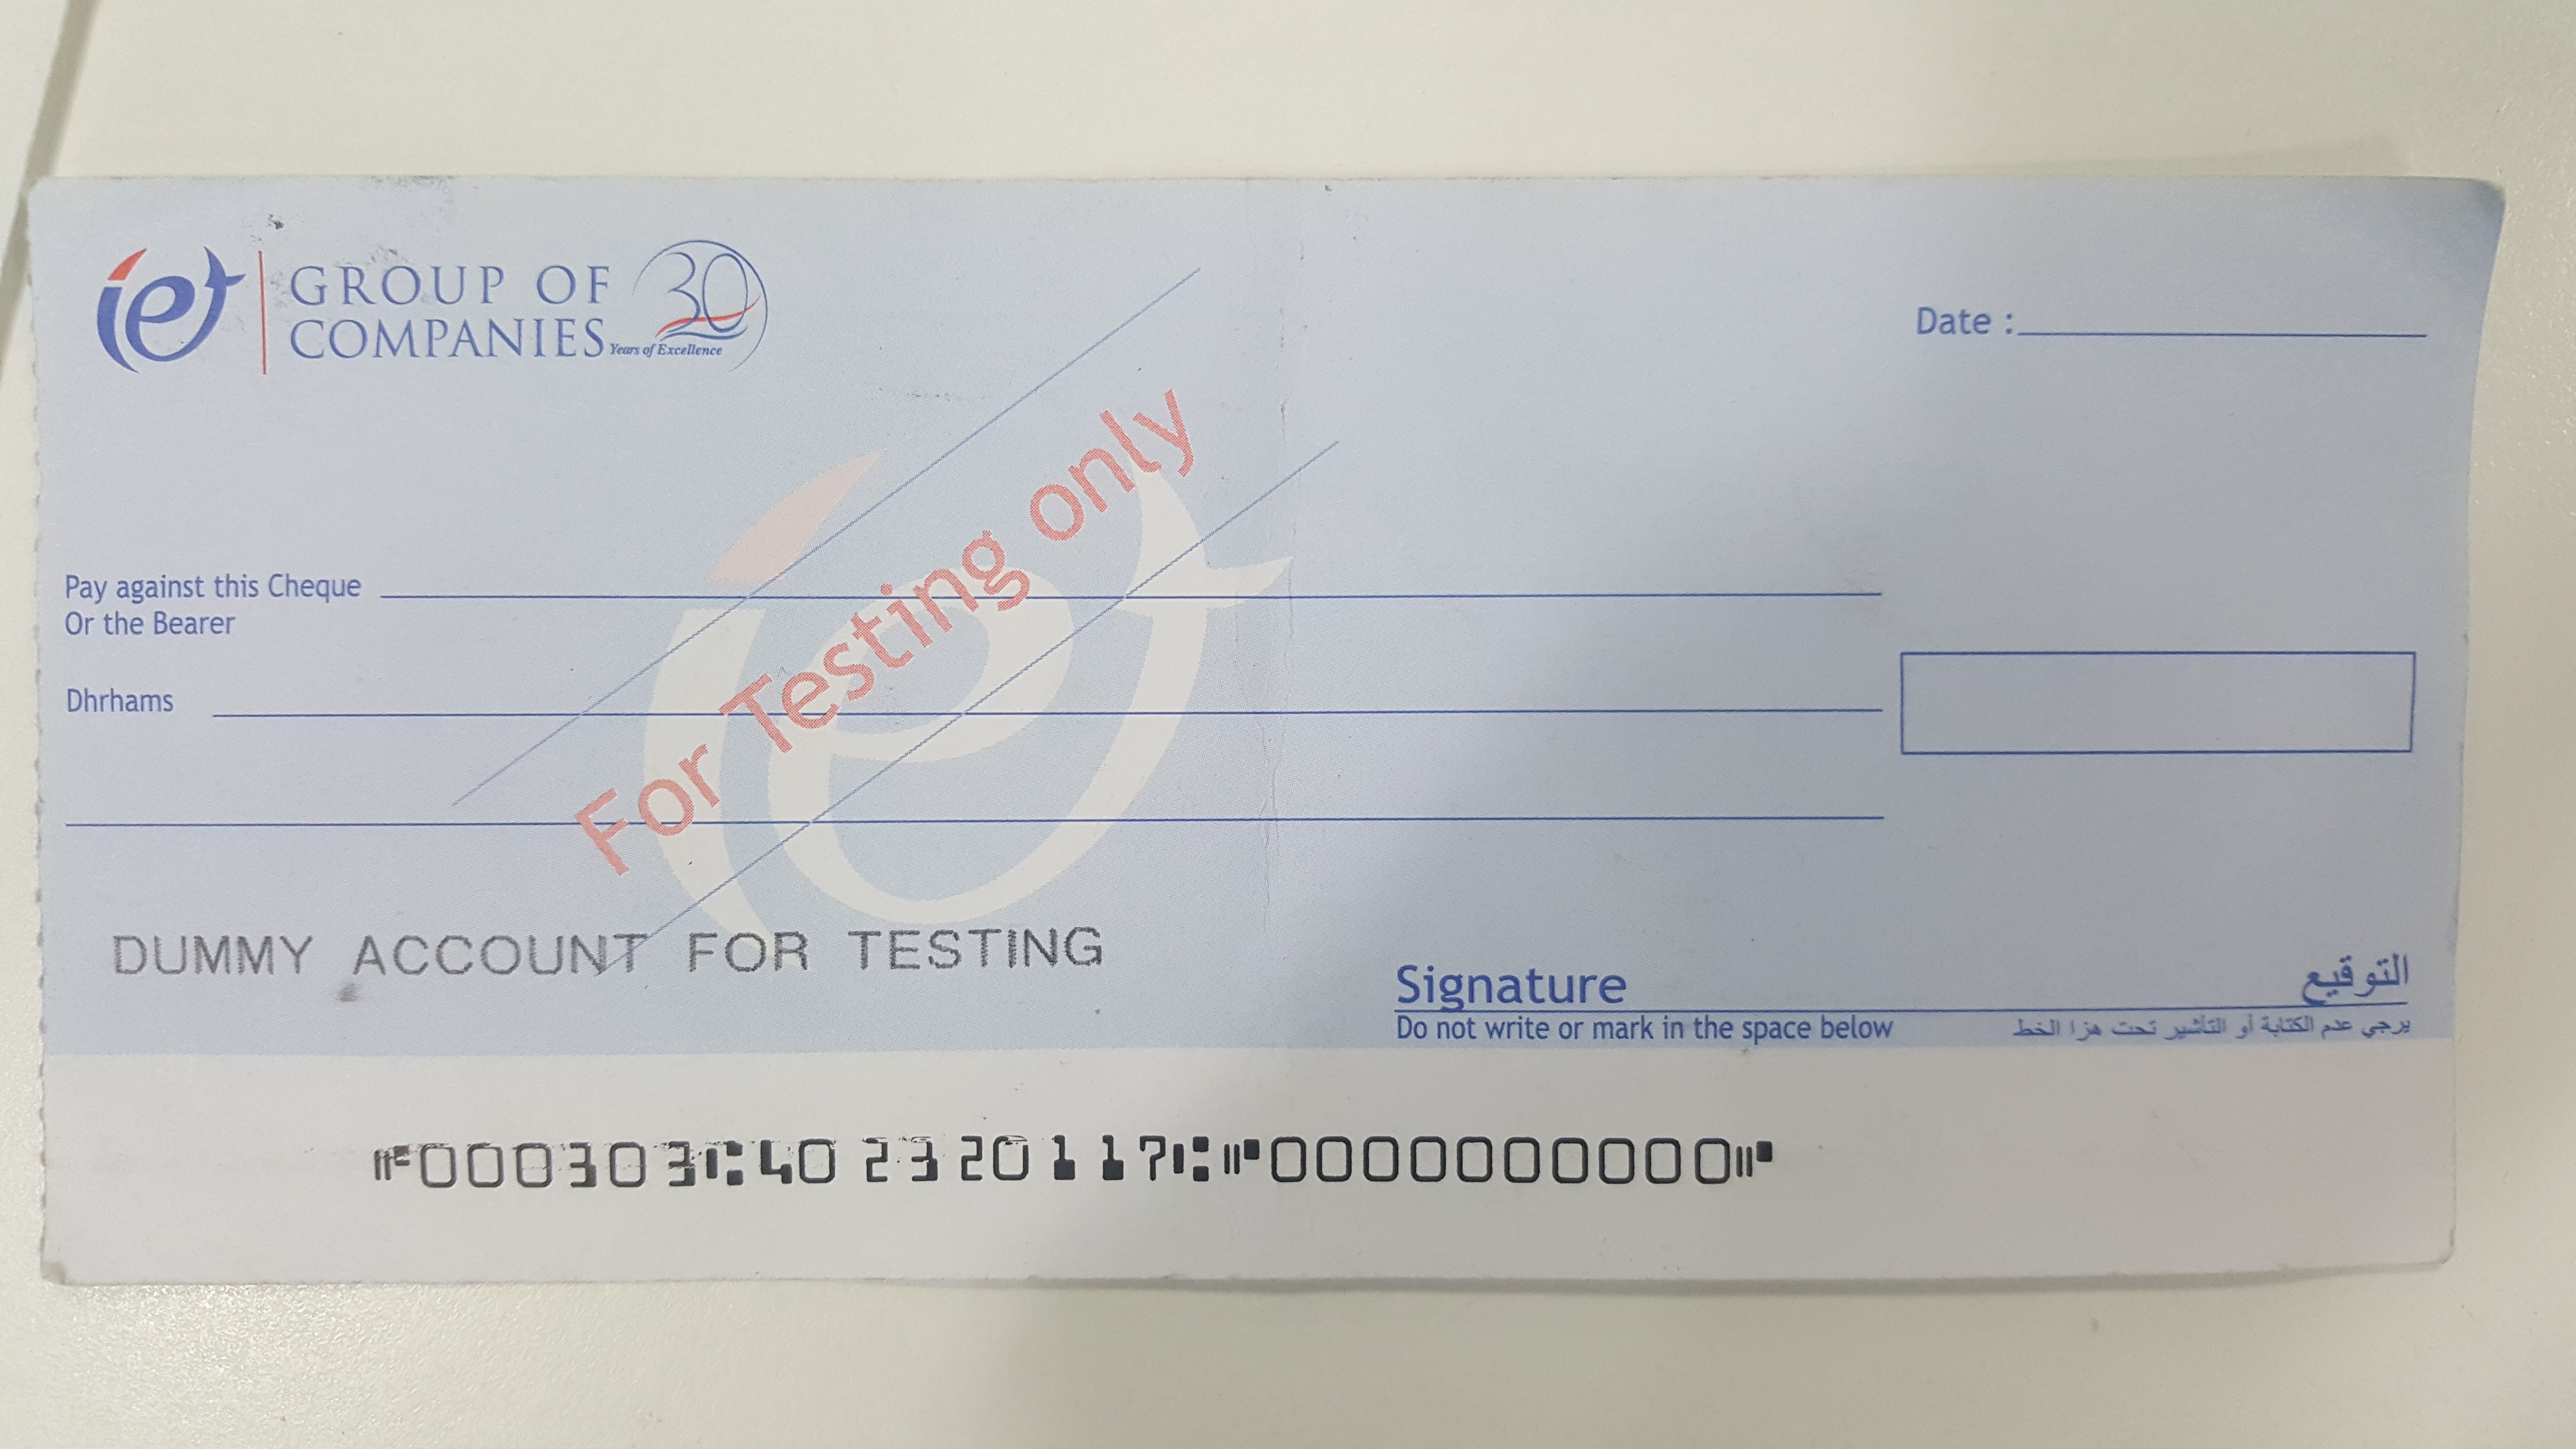 iet GROUP OF
COMPANIES
30
Years of Excellence
Date :
For Testing only
Pay against this Cheque
Or the Bearer
Dhrhams
DUMMY ACCOUNT FOR TESTING
Signature التوقيع
Do not write or mark in the space below يرجي عدم الكتابة أو التأشير تحت هزا الخط
⑈000303⑆40 23 20117⑆⑈0000000000⑈